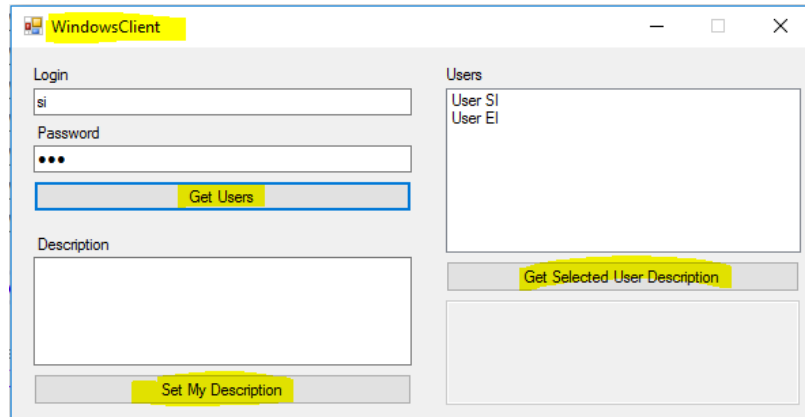 WindowsClient
Login
si
Password
●●●
Get Users
Description
Set My Description
Users
User SI
User EI
Get Selected User Description